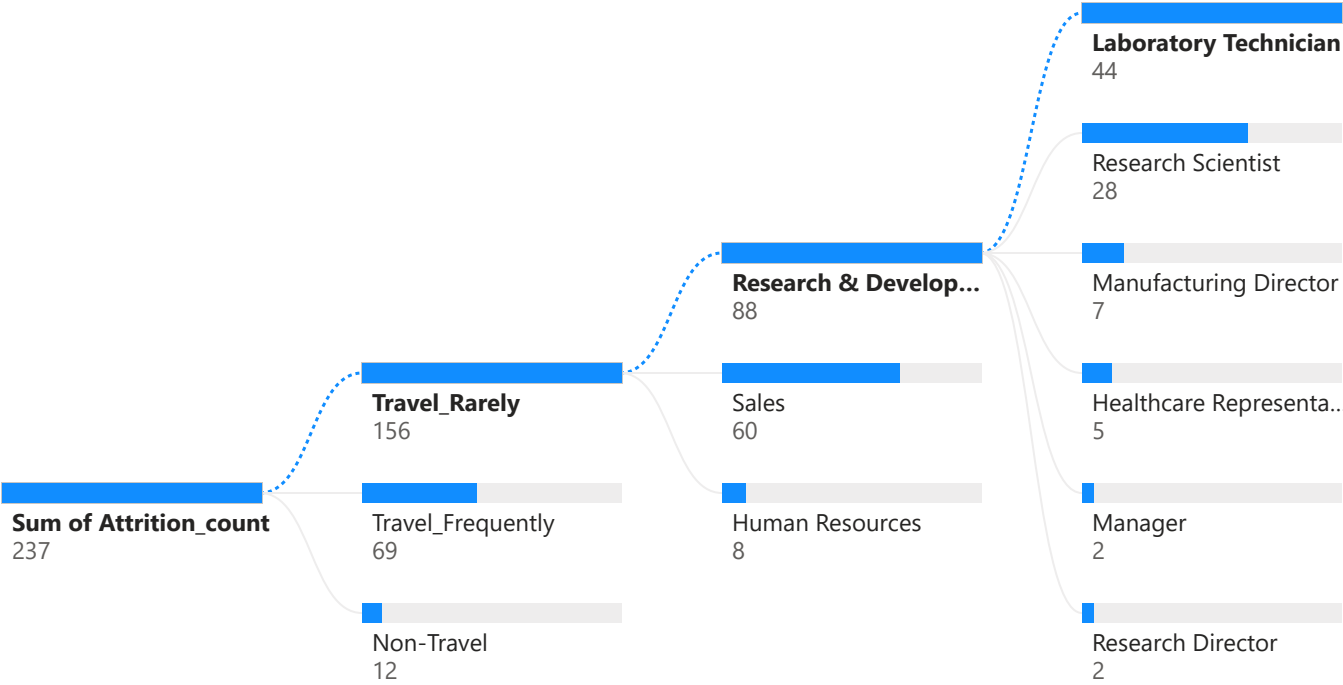 Sum of Attrition_count
237
Travel_Rarely
156
Travel_Frequently
69
Non-Travel
12
Research & Develop...
88
Sales
60
Human Resources
8
Laboratory Technician
44
Research Scientist
28
Manufacturing Director
7
Healthcare Representa...
5
Manager
2
Research Director
2